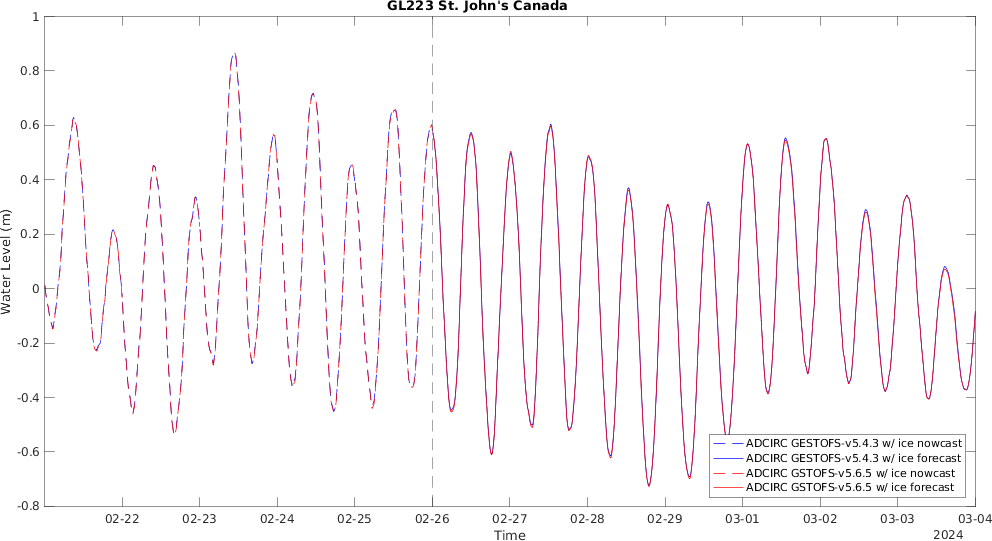 GL223 St. John's Canada
1
0.8
0.6
0.4
0.2
0
-0.2
-0.4
-0.6
-0.8
Water Level (m)
ADCIRC GESTOFS-v5.4.3 w/ ice nowcast
ADCIRC GESTOFS-v5.4.3 w/ ice forecast
ADCIRC GSTOFS-v5.6.5 w/ ice nowcast
ADCIRC GSTOFS-v5.6.5 w/ ice forecast
02-22 02-23 02-24 02-25 02-26 02-27 02-28 02-29 03-01 03-02 03-03 03-04
Time
2024